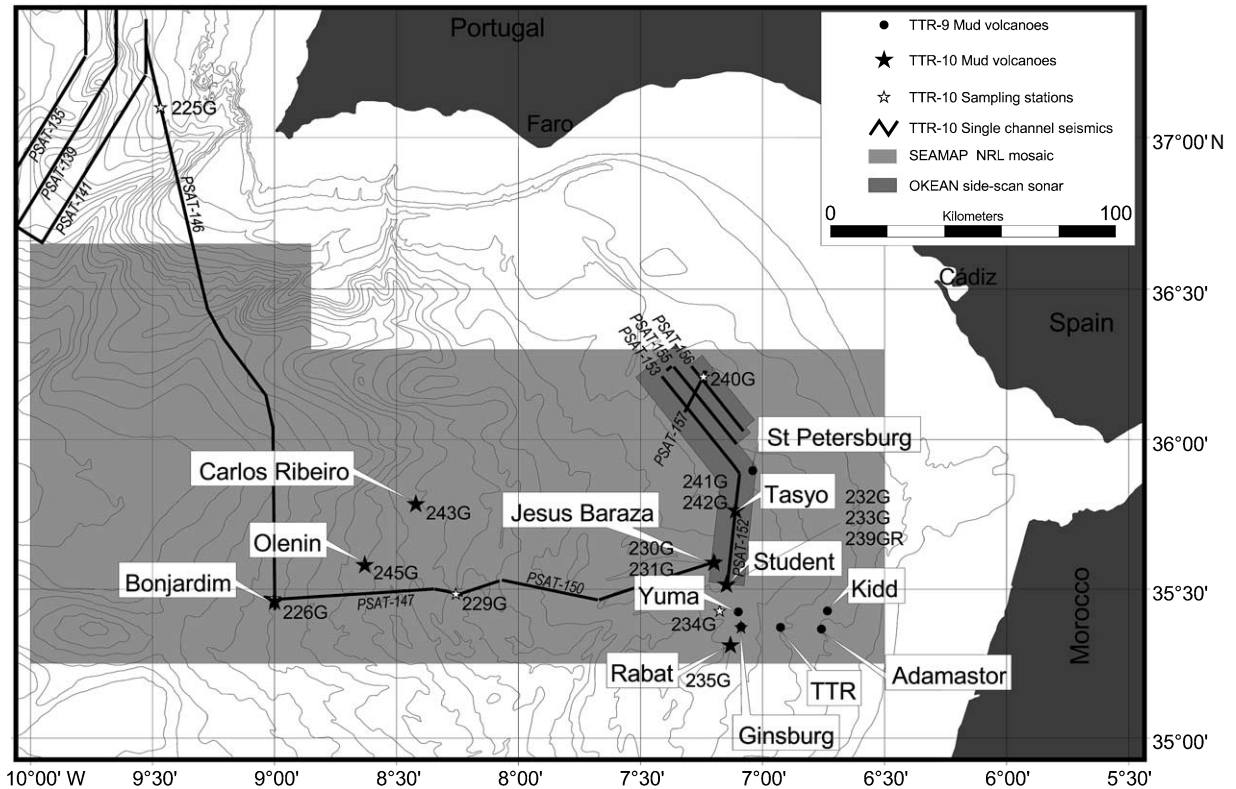 Portugal
TTR-9 Mud volcanoes
TTR-10 Mud volcanoes
TTR-10 Sampling stations
TTR-10 Single channel seismics
SEAMAP NRL mosaic
OKEAN side-scan sonar
0
100
Kilometers
225G
Faro
37°00'N
PSAT-135
PSAT-139
PSAT-141
PSAT-146
Cádiz
36°30'
Spain
PSAT-156
PSAT-155
PSAT-153
240G
PSAT-157
36°00'
St Petersburg
Carlos Ribeiro
241G
242G
Tasyo
232G
233G
239GR
243G
Jesus Baraza
PSAT-152
Olenin
230G
231G
Student
245G
Bonjardim
PSAT-150
Yuma
Kidd
35°30'
226G
PSAT-147
229G
234G
Morocco
Rabat
235G
TTR
Adamastor
Ginsburg
35°00'
10°00' W
9°30'
9°00'
8°30'
8°00'
7°30'
7°00'
6°30'
6°00'
5°30'